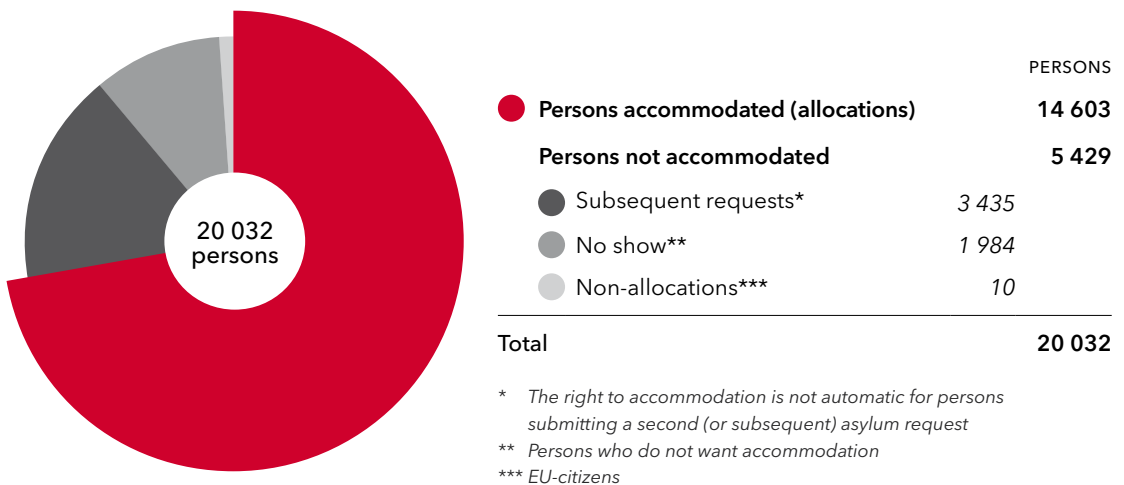 20 032
persons
PERSONS
Persons accommodated (allocations) 14 603
Persons not accommodated 5 429
Subsequent requests* 3 435
No show** 1 984
Non-allocations*** 10
Total 20 032
* The right to accommodation is not automatic for persons
submitting a second (or subsequent) asylum request
** Persons who do not want accommodation
*** EU-citizens